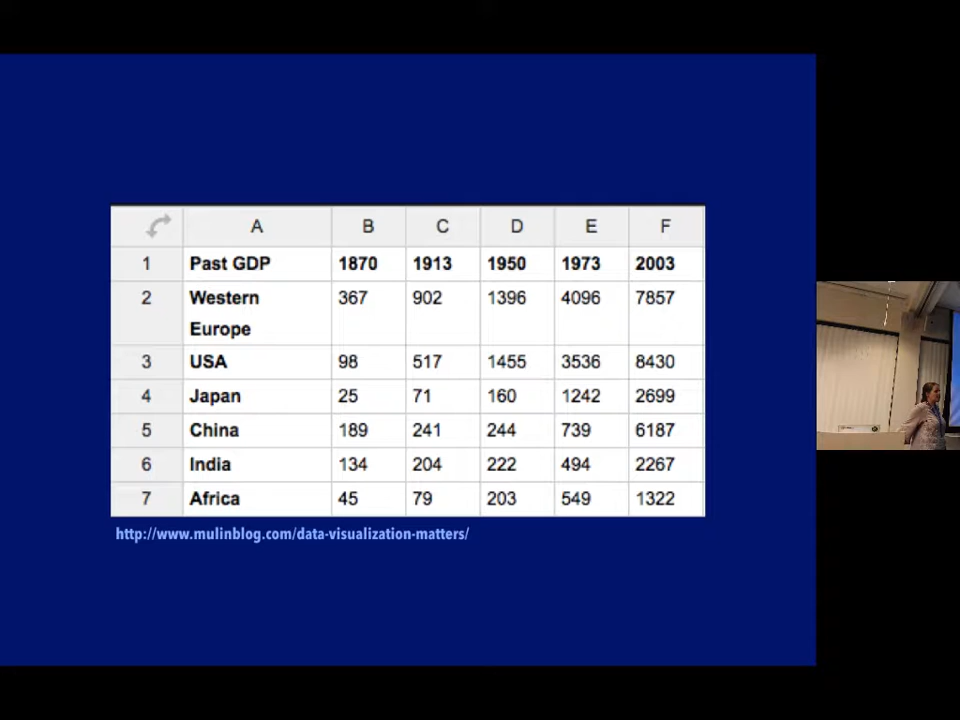 A B C D E F
1 Past GDP 1870 1913 1950 1973 2003
2 Western 367 902 1396 4096 7857
Europe
3 USA 98 517 1455 3536 8430
4 Japan 25 71 160 1242 2699
5 China 189 241 244 739 6187
6 India 134 204 222 494 2267
7 Africa 45 79 203 549 1322
http://www.mulinblog.com/data-visualization-matters/